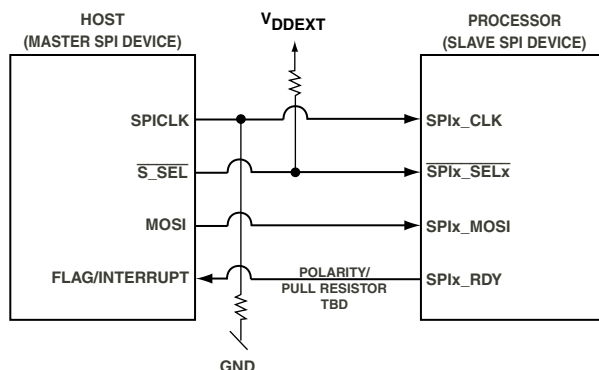 HOST
(MASTER SPI DEVICE)
VDDEXT
PROCESSOR
(SLAVE SPI DEVICE)
SPICLK
SPIx_CLK
S_SEL
SPIx_SELx
MOSI
SPIx_MOSI
FLAG/INTERRUPT
POLARITY/
PULL RESISTOR
TBD
SPIx_RDY
GND